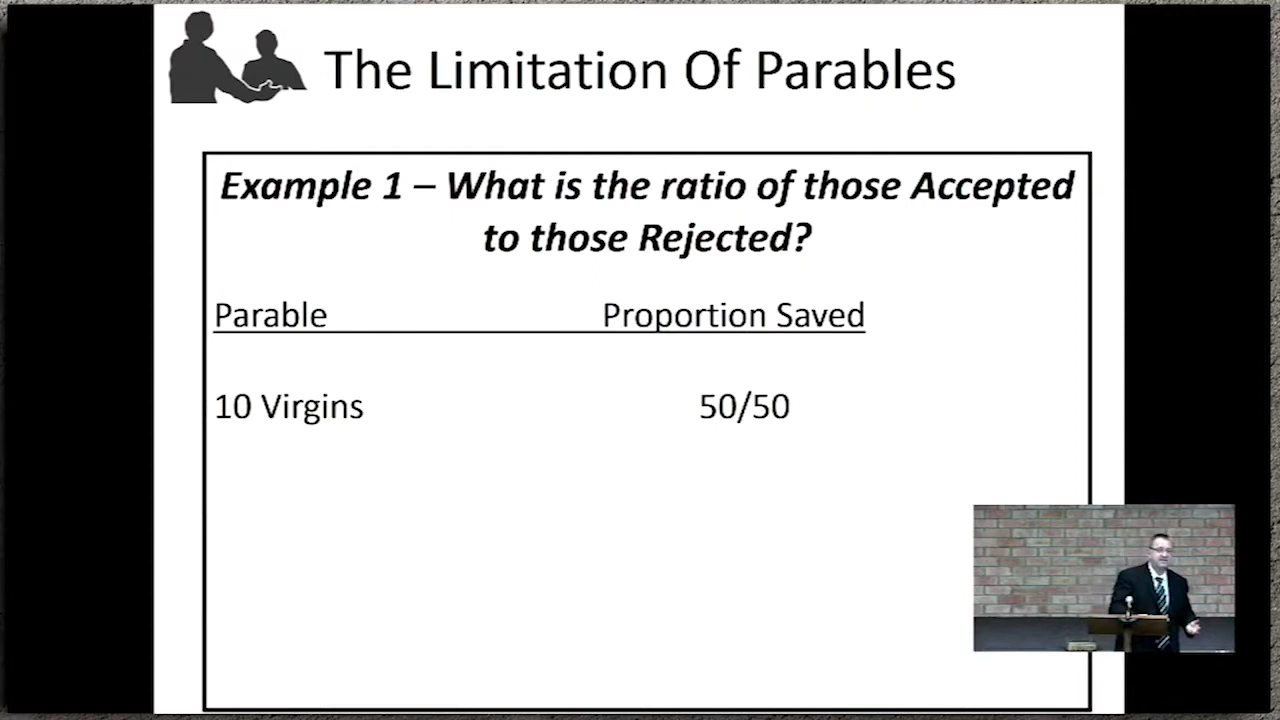 The Limitation Of Parables
Example 1 – What is the ratio of those Accepted
to those Rejected?
Parable Proportion Saved
10 Virgins 50/50